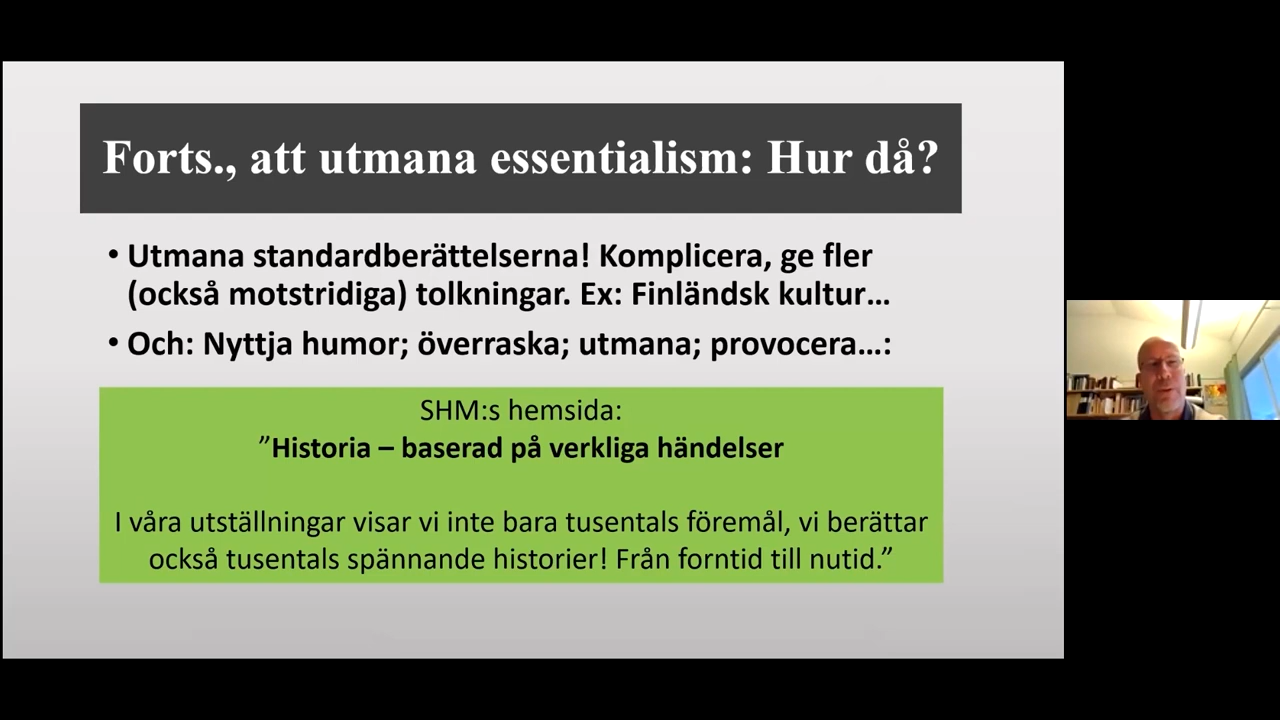 Forts., att utmana essentialism: Hur då?
• Utmana standardberättelserna! Komplicera, ge fler
(också motstridiga) tolkningar. Ex: Finländsk kultur…
• Och: Nyttja humor; överraska; utmana; provocera…:
SHM:s hemsida:
”Historia – baserad på verkliga händelser
I våra utställningar visar vi inte bara tusentals föremål, vi berättar
också tusentals spännande historier! Från forntid till nutid.”